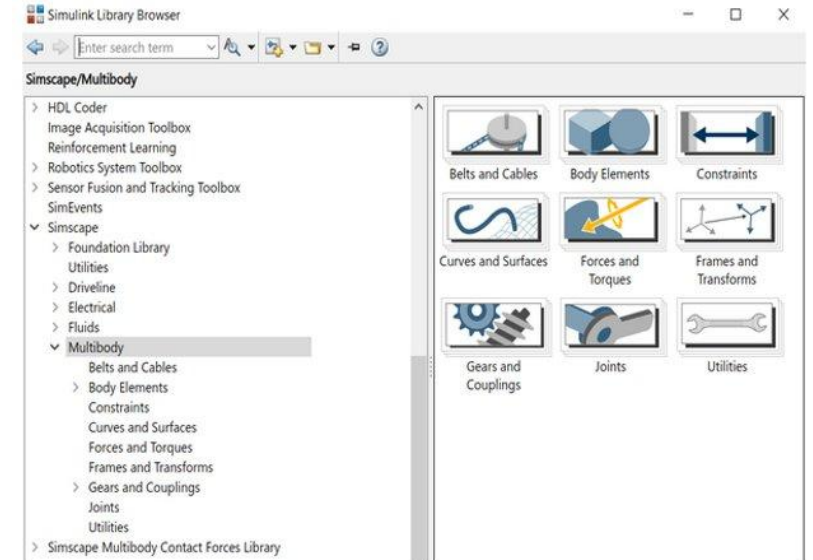 Simulink Library Browser
Enter search term
Simscape/Multibody
HDL Coder
Image Acquisition Toolbox
Reinforcement Learning
Robotics System Toolbox
Sensor Fusion and Tracking Toolbox
SimEvents
Simscape
Foundation Library
Utilities
Driveline
Electrical
Fluids
Multibody
Belts and Cables
Body Elements
Constraints
Curves and Surfaces
Forces and Torques
Frames and Transforms
Gears and Couplings
Joints
Utilities
Simscape Multibody Contact Forces Library
Belts and Cables
Body Elements
Constraints
Curves and Surfaces
Forces and
Torques
Frames and
Transforms
Gears and
Couplings
Joints
Utilities